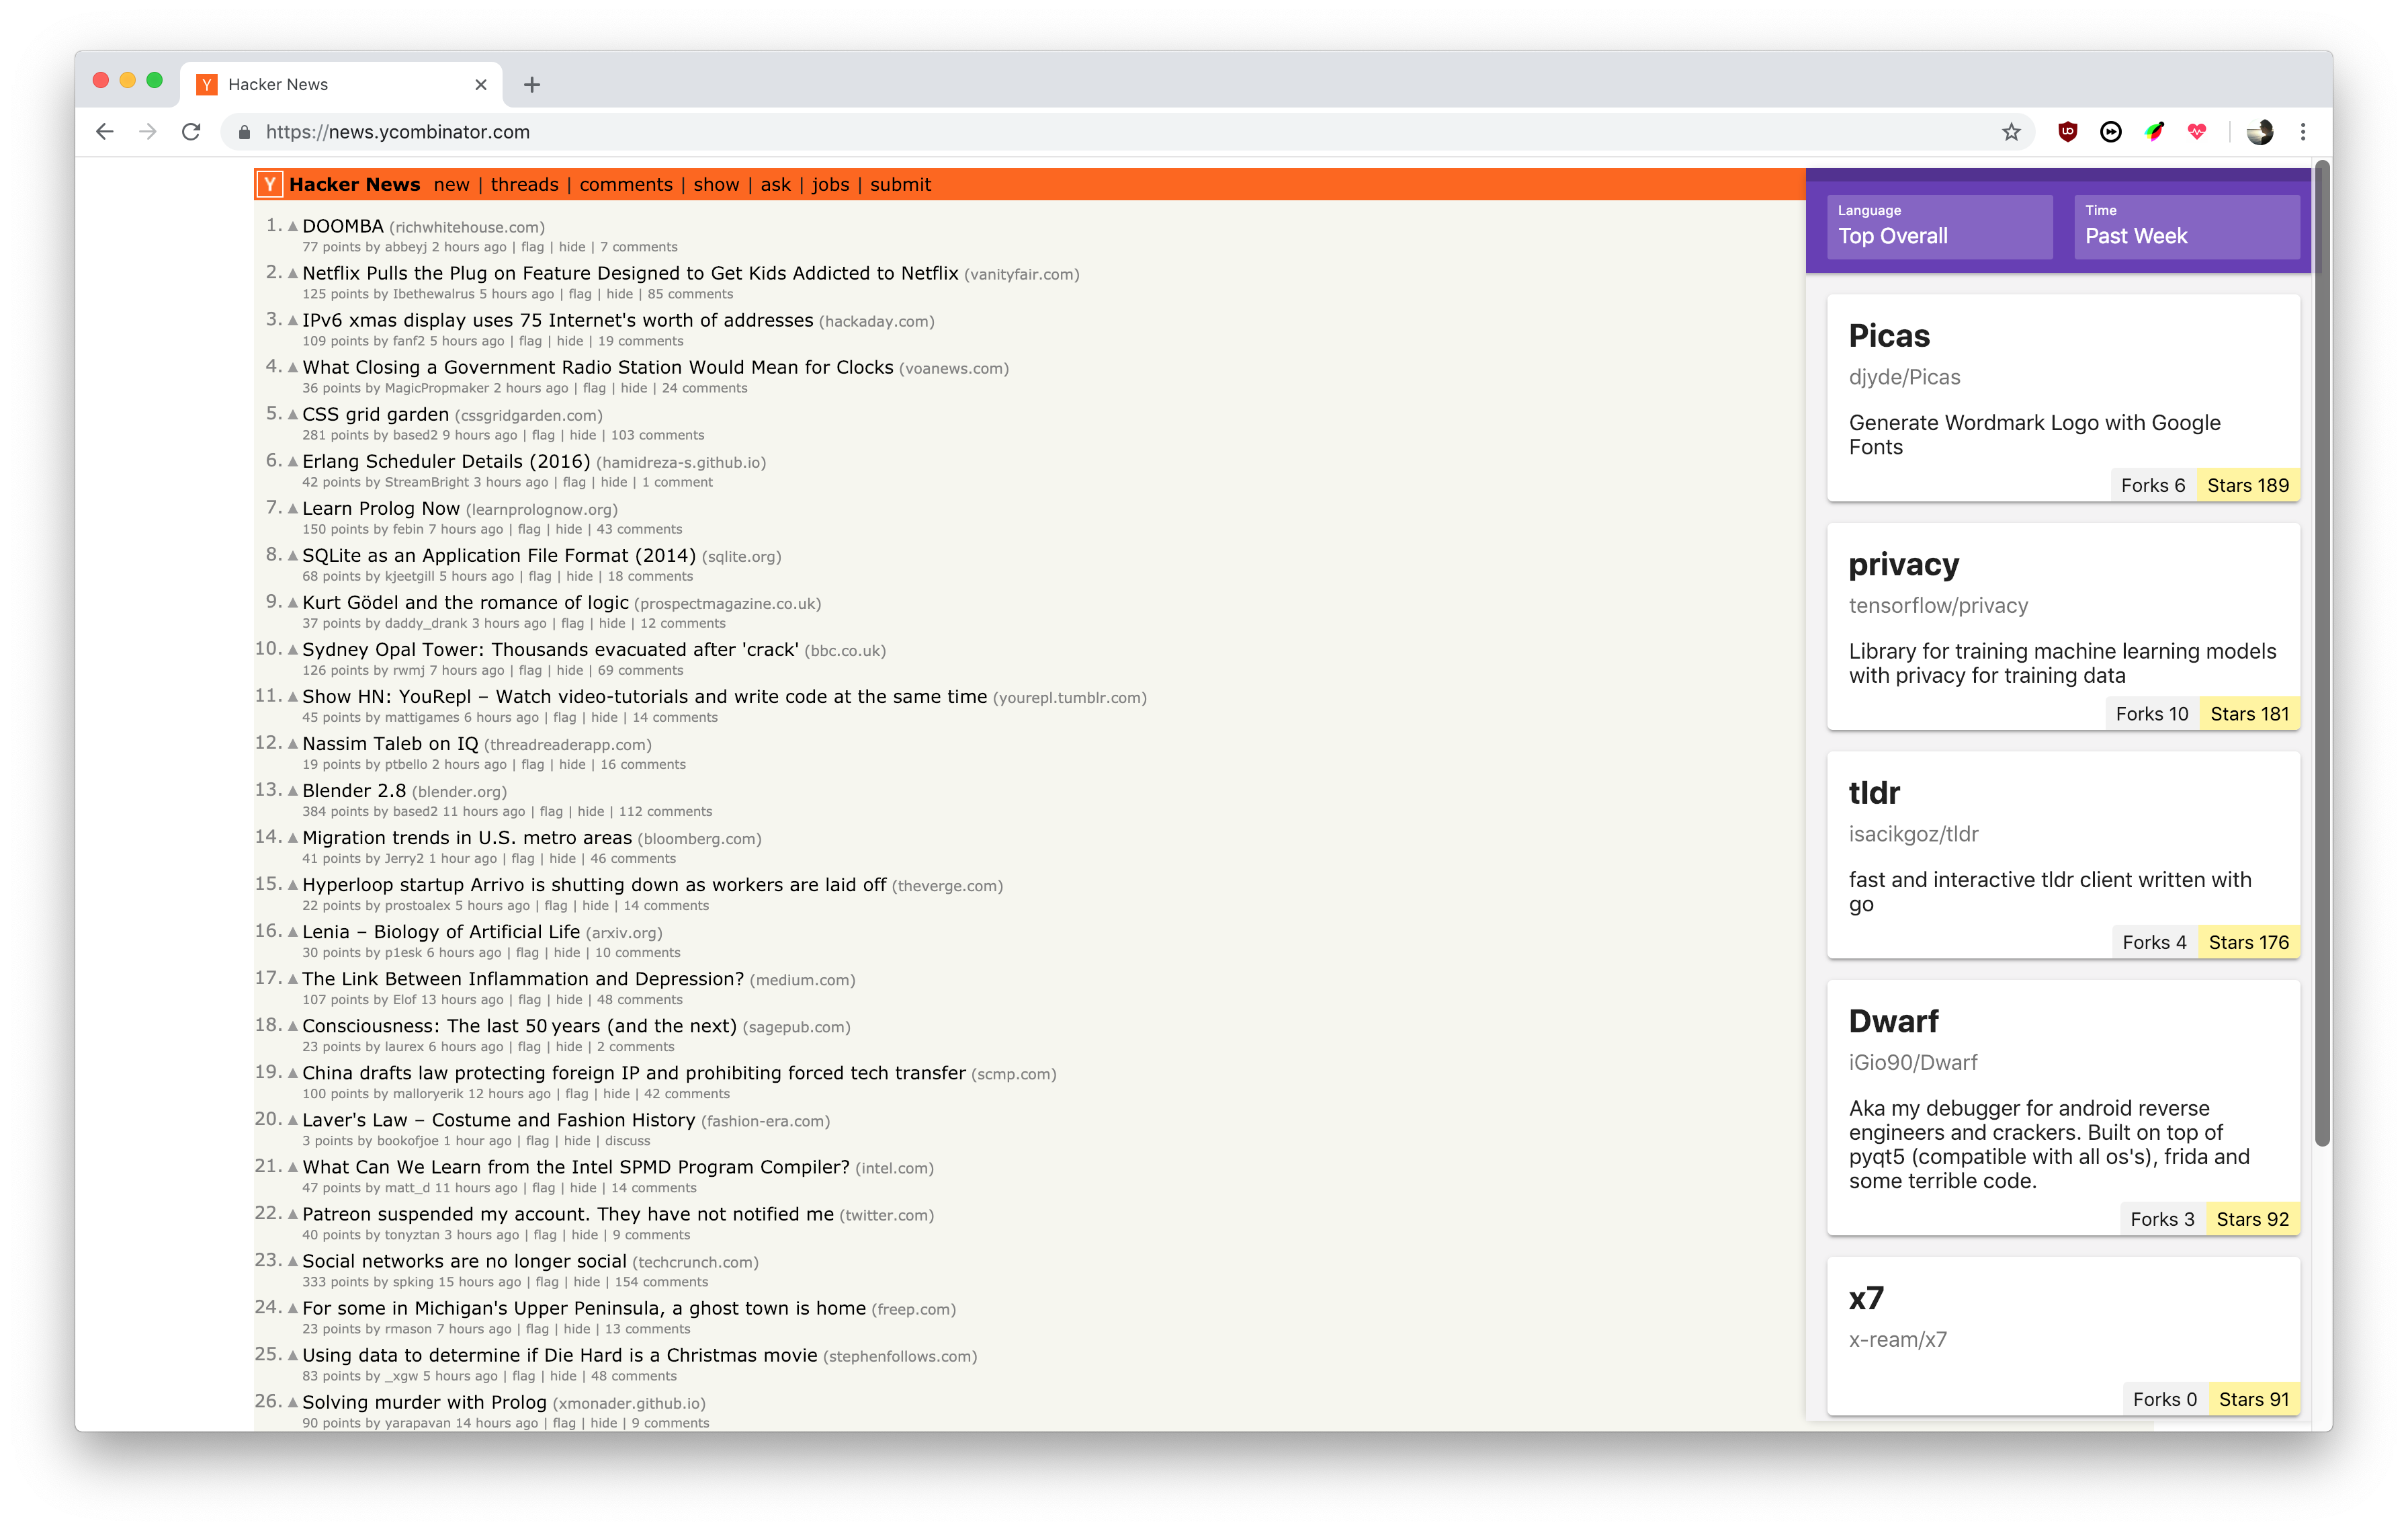 Y Hacker News
https://news.ycombinator.com
Y Hacker News new | threads | comments | show | ask | jobs | submit
1. DOOMBA (richwhitehouse.com)
77 points by abbeyj 2 hours ago | flag | hide | 7 comments
2. Netflix Pulls the Plug on Feature Designed to Get Kids Addicted to Netflix (vanityfair.com)
125 points by Ibethewalrus 5 hours ago | flag | hide | 85 comments
3. IPv6 xmas display uses 75 Internet's worth of addresses (hackaday.com)
109 points by fanf2 5 hours ago | flag | hide | 19 comments
4. What Closing a Government Radio Station Would Mean for Clocks (voanews.com)
36 points by MagicPropmaker 2 hours ago | flag | hide | 24 comments
5. CSS grid garden (cssgridgarden.com)
281 points by based2 9 hours ago | flag | hide | 103 comments
6. Erlang Scheduler Details (2016) (hamidreza-s.github.io)
42 points by StreamBright 3 hours ago | flag | hide | 1 comment
7. Learn Prolog Now (learnprolognow.org)
150 points by febin 7 hours ago | flag | hide | 43 comments
8. SQLite as an Application File Format (2014) (sqlite.org)
68 points by kjeetgill 5 hours ago | flag | hide | 18 comments
9. Kurt Gödel and the romance of logic (prospectmagazine.co.uk)
37 points by daddy_drank 3 hours ago | flag | hide | 12 comments
10. Sydney Opal Tower: Thousands evacuated after 'crack' (bbc.co.uk)
126 points by rwmj 7 hours ago | flag | hide | 69 comments
11. Show HN: YouRepl – Watch video-tutorials and write code at the same time (yourepl.tumblr.com)
45 points by mattigames 6 hours ago | flag | hide | 14 comments
12. Nassim Taleb on IQ (threadreaderapp.com)
19 points by ptbello 2 hours ago | flag | hide | 16 comments
13. Blender 2.8 (blender.org)
384 points by based2 11 hours ago | flag | hide | 112 comments
14. Migration trends in U.S. metro areas (bloomberg.com)
41 points by Jerry2 1 hour ago | flag | hide | 46 comments
15. Hyperloop startup Arrivo is shutting down as workers are laid off (theverge.com)
22 points by prostoalex 5 hours ago | flag | hide | 14 comments
16. Lenia – Biology of Artificial Life (arxiv.org)
30 points by p1esk 6 hours ago | flag | hide | 10 comments
17. The Link Between Inflammation and Depression? (medium.com)
107 points by Elof 13 hours ago | flag | hide | 48 comments
18. Consciousness: The last 50 years (and the next) (sagepub.com)
23 points by laurex 6 hours ago | flag | hide | 2 comments
19. China drafts law protecting foreign IP and prohibiting forced tech transfer (scmp.com)
100 points by malloryerik 12 hours ago | flag | hide | 42 comments
20. Laver's Law – Costume and Fashion History (fashion-era.com)
3 points by bookofjoe 1 hour ago | flag | hide | discuss
21. What Can We Learn from the Intel SPMD Program Compiler? (intel.com)
47 points by matt_d 11 hours ago | flag | hide | 14 comments
22. Patreon suspended my account. They have not notified me (twitter.com)
40 points by tonyztan 3 hours ago | flag | hide | 9 comments
23. Social networks are no longer social (techcrunch.com)
333 points by spking 15 hours ago | flag | hide | 154 comments
24. For some in Michigan's Upper Peninsula, a ghost town is home (freep.com)
23 points by rmason 7 hours ago | flag | hide | 13 comments
25. Using data to determine if Die Hard is a Christmas movie (stephenfollows.com)
83 points by _xgw 5 hours ago | flag | hide | 48 comments
26. Solving murder with Prolog (xmonader.github.io)
90 points by yarapavan 14 hours ago | flag | hide | 9 comments
Language
Top Overall
Time
Past Week
Picas
djyde/Picas
Generate Wordmark Logo with Google
Fonts
Forks 6 Stars 189
privacy
tensorflow/privacy
Library for training machine learning models
with privacy for training data
Forks 10 Stars 181
tldr
isacikgoz/tldr
fast and interactive tldr client written with
go
Forks 4 Stars 176
Dwarf
iGio90/Dwarf
Aka my debugger for android reverse
engineers and crackers. Built on top of
pyqt5 (compatible with all os's), frida and
some terrible code.
Forks 3 Stars 92
x7
x-ream/x7
Forks 0 Stars 91